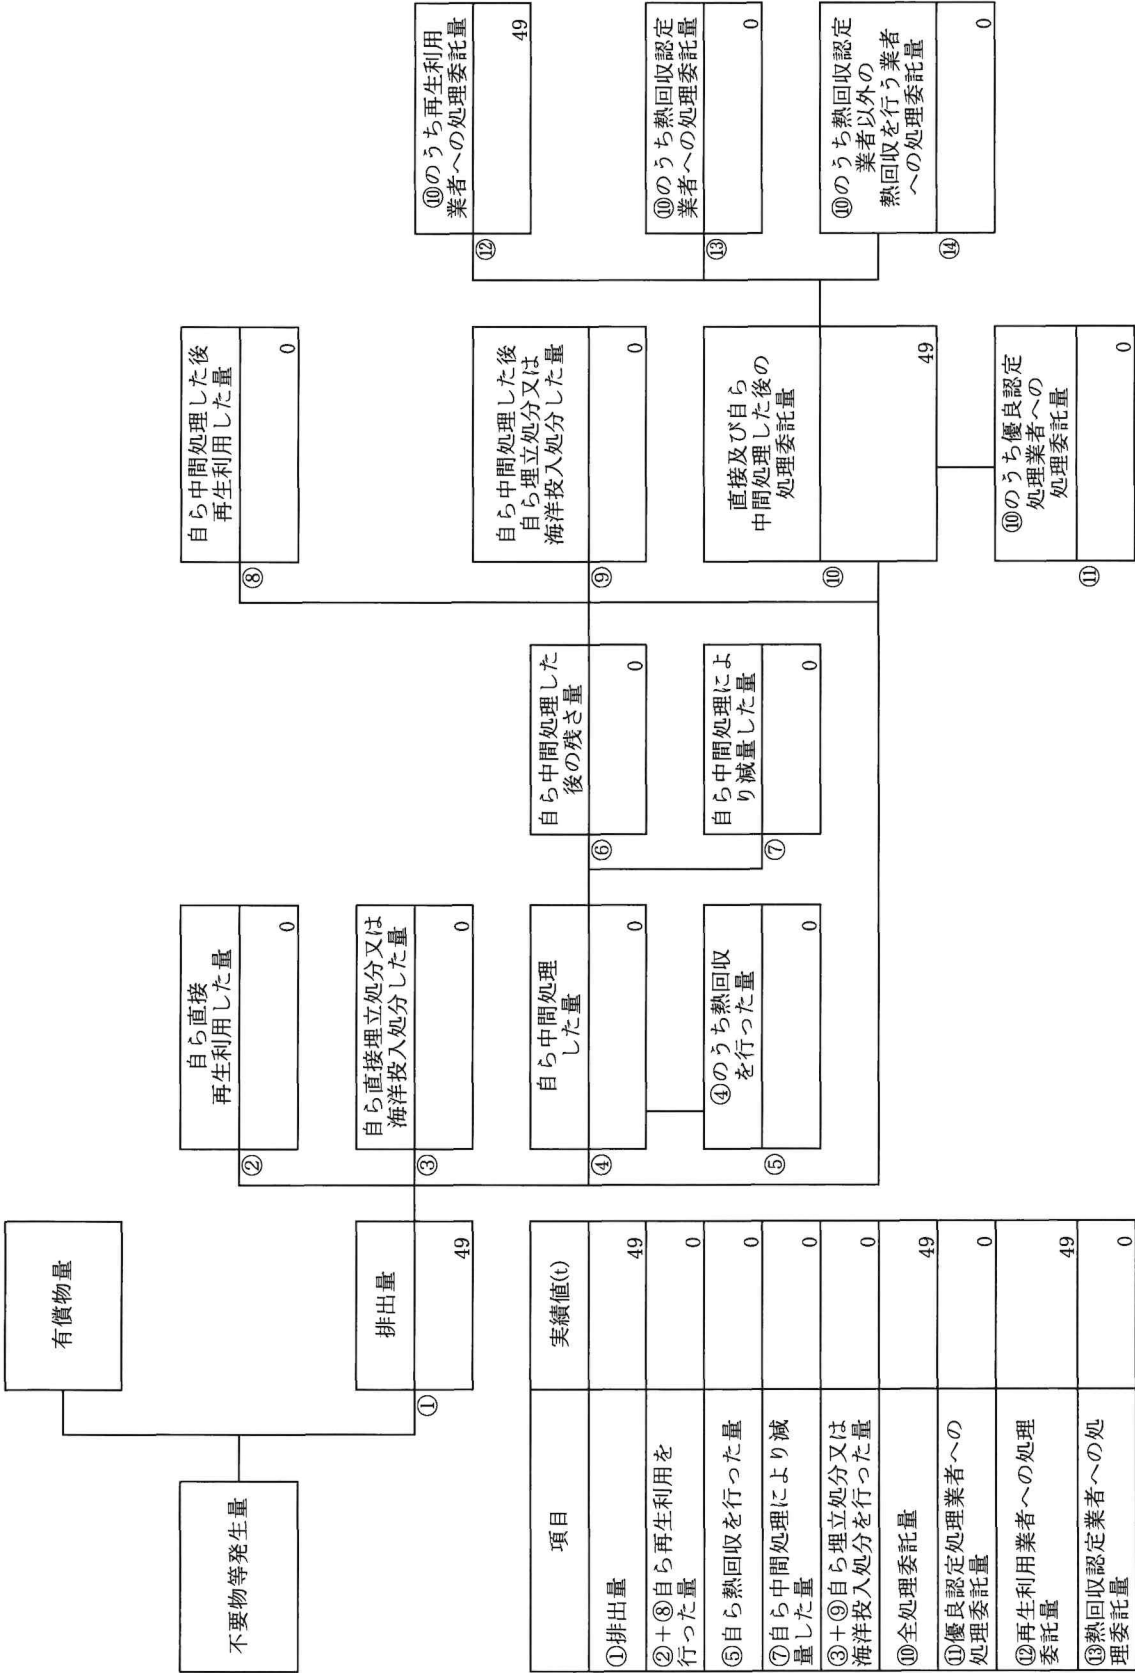 不要物等発生量
有償物量
①
排出量
49
②
自ら直接
再生利用した量
0
③
自ら直接埋立処分又は
海洋投入処分した量
0
④
自ら中間処理
した量
0
⑤
④のうち熱回収
を行った量
0
⑥
自ら中間処理した
後の残さ量
0
⑦
自ら中間処理によ
り減量した量
0
⑧
自ら中間処理した後
再生利用した量
0
⑨
自ら中間処理した後
自ら埋立処分又は
海洋投入処分した量
0
⑩
直接及び自ら
中間処理した後の
処理委託量
49
⑪
⑩のうち優良認定
処理業者への
処理委託量
0
⑫
⑩のうち再生利用
業者への処理委託量
49
⑬
⑩のうち熱回収認定
業者への処理委託量
0
⑭
⑩のうち熱回収認定
業者以外の
熱回収を行う業者
への処理委託量
0
項目 実績値(t)
①排出量 49
②+⑧自ら再生利用を
行った量 0
⑤自ら熱回収を行った量 0
⑦自ら中間処理により減
量した量 0
③+⑨自ら埋立処分又は
海洋投入処分を行った量 0
⑩全処理委託量 49
⑪優良認定処理業者への
処理委託量 0
⑫再生利用業者への処理
委託量 49
⑬熱回収認定業者への処
理委託量 0